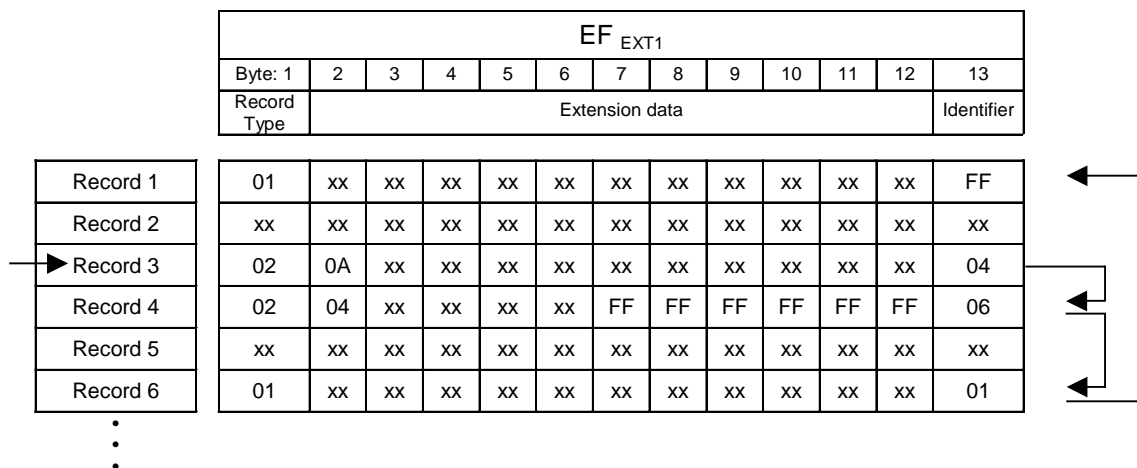 EF EXT1
Byte: 1 2 3 4 5 6 7 8 9 10 11 12 13
Record Type Extension data Identifier
Record 1 01 xx xx xx xx xx xx xx xx xx xx xx FF
Record 2 xx xx xx xx xx xx xx xx xx xx xx xx xx
Record 3 02 0A xx xx xx xx xx xx xx xx xx xx 04
Record 4 02 04 xx xx xx xx FF FF FF FF FF FF 06
Record 5 xx xx xx xx xx xx xx xx xx xx xx xx xx
Record 6 01 xx xx xx xx xx xx xx xx xx xx xx 01